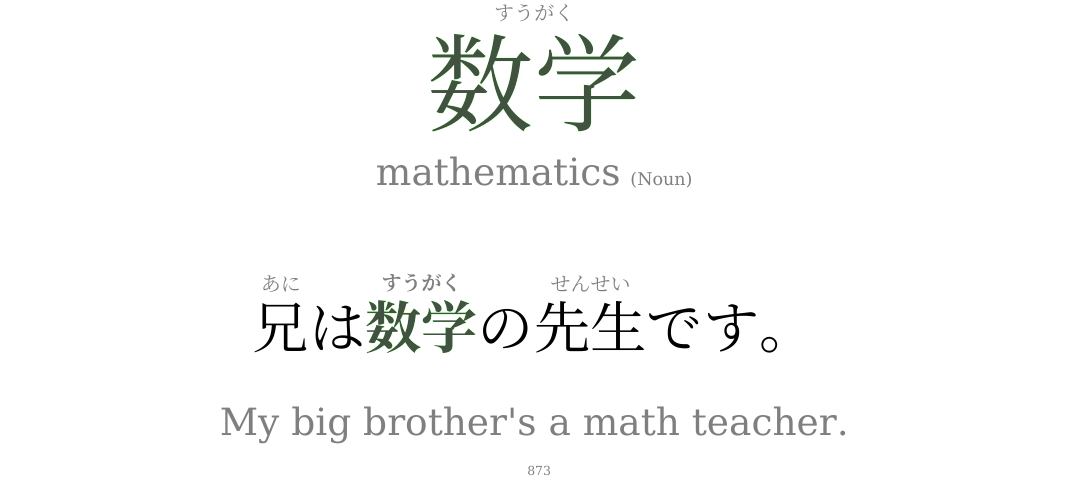 すうがく
数学
mathematics (Noun)
あに すうがく せんせい
兄は数学の先生です。
My big brother's a math teacher.
873